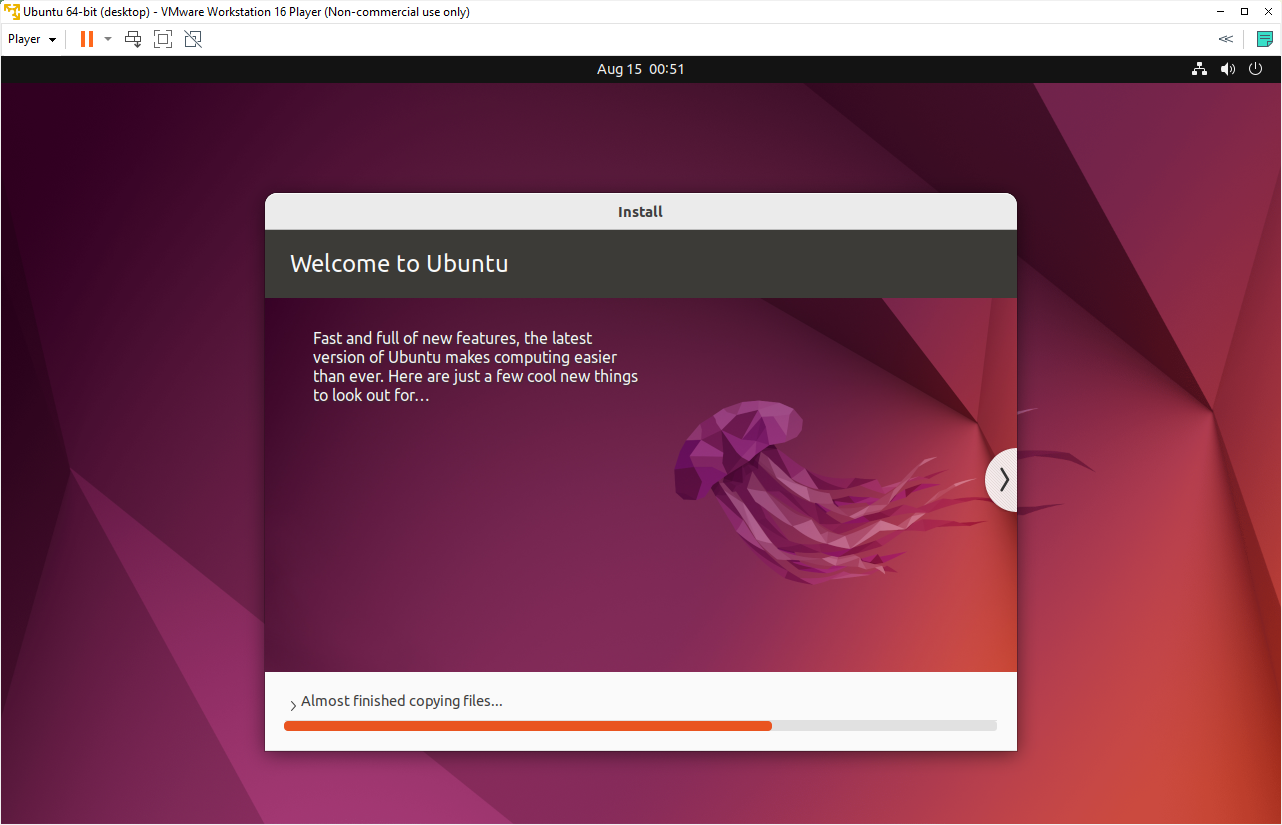 Ubuntu 64-bit (desktop) - VMware Workstation 16 Player (Non-commercial use only)
Player
Aug 15 00:51
Install
Welcome to Ubuntu
Fast and full of new features, the latest
version of Ubuntu makes computing easier
than ever. Here are just a few cool new things
to look out for…
Almost finished copying files...